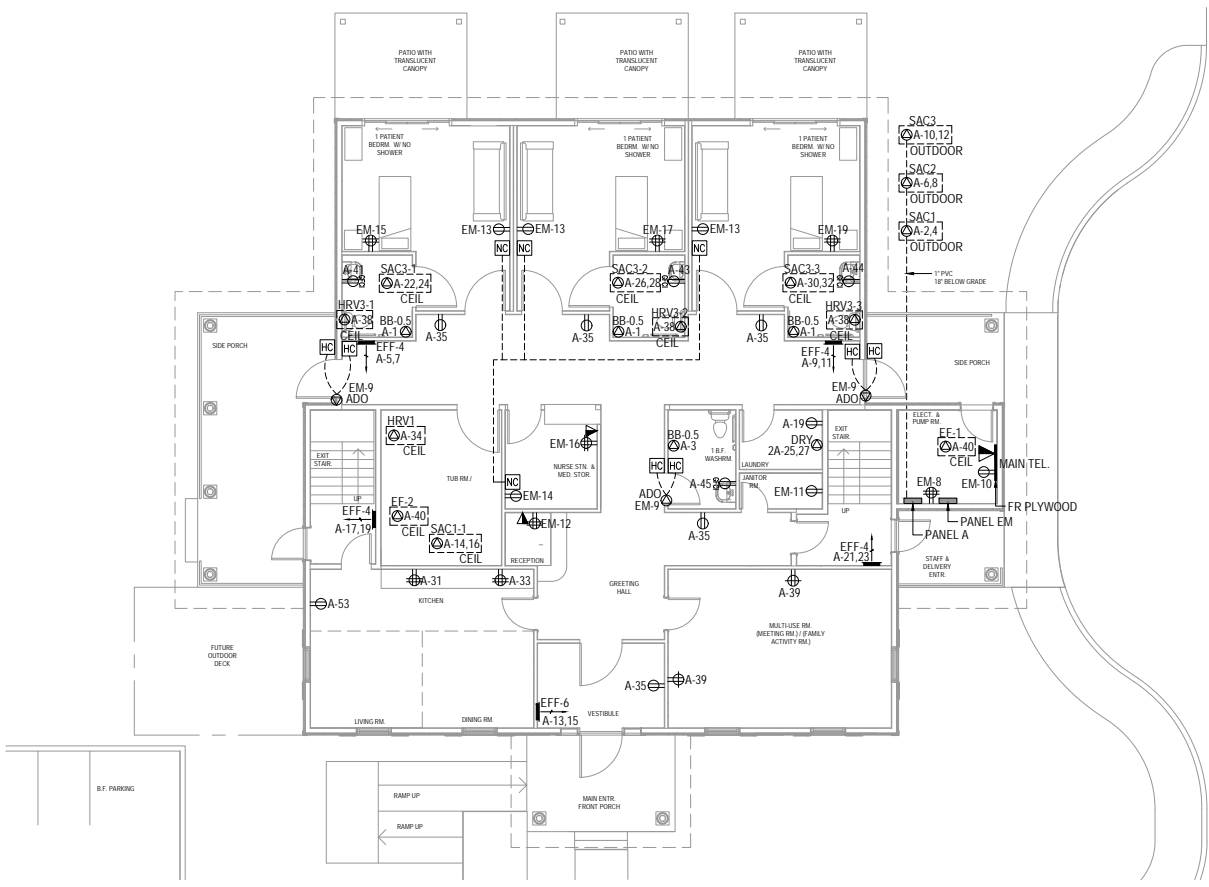 PATIO WITH
TRANSLUCENT
CANOPY
PATIO WITH
TRANSLUCENT
CANOPY
PATIO WITH
TRANSLUCENT
CANOPY
1 PATIENT
BEDRM. W/ NO
SHOWER
1 PATIENT
BEDRM. W/ NO
SHOWER
1 PATIENT
BEDRM. W/ NO
SHOWER
SAC3
A-10,12
OUTDOOR
SAC2
A-6,8
OUTDOOR
SAC1
A-2,4
OUTDOOR
1" PVC
18" BELOW GRADE
EM-15
EM-13
EM-13
EM-17
EM-13
EM-19
NC
NC
NC
A-41
SAC3-1
A-22,24
CEIL
SAC3-2
A-26,28
CEIL
A-43
SAC3-3
A-30,32
CEIL
A-44
HRV3-1
A-38
CEIL
BB-0.5
A-1
A-35
A-35
BB-0.5
A-1
HRV3-2
A-38
CEIL
A-35
BB-0.5
A-1
HRV3-3
A-38
CEIL
SIDE PORCH
HC
HC
EFF-4
A-5,7
EFF-4
A-9,11
HC
HC
SIDE PORCH
EM-9
ADO
EM-9
ADO
EXIT
STAIR.
UP
HRV1
A-34
CEIL
TUB RM./
EM-16
NURSE STN. &
MED. STOR.
BB-0.5
A-3
1 B.F.
WASHRM.
A-19
DRY
2A-25,27
LAUNDRY
EXIT
STAIR.
UP
ELECT. &
PUMP RM.
EF-1
A-40
CEIL
MAIN TEL.
EM-10
EM-8
FR PLYWOOD
PANEL EM
PANEL A
HC
HC
NC
EM-14
ADO
EM-9
A-45
JANITOR
RM.
EM-11
EFF-4
A-17,19
EF-2
A-40
CEIL
SAC1-1
A-14,16
CEIL
EM-12
RECEPTION
A-35
EFF-4
A-21,23
STAFF &
DELIVERY
ENTR.
A-31
A-33
KITCHEN
A-53
GREETING
HALL
A-39
MULTI-USE RM.
(MEETING RM.) / (FAMILY
ACTIVITY RM.)
FUTURE
OUTDOOR
DECK
A-35
A-39
EFF-6
A-13,15
VESTIBULE
LIVING RM.
DINING RM.
B.F. PARKING
RAMP UP
RAMP UP
MAIN ENTR.
FRONT PORCH